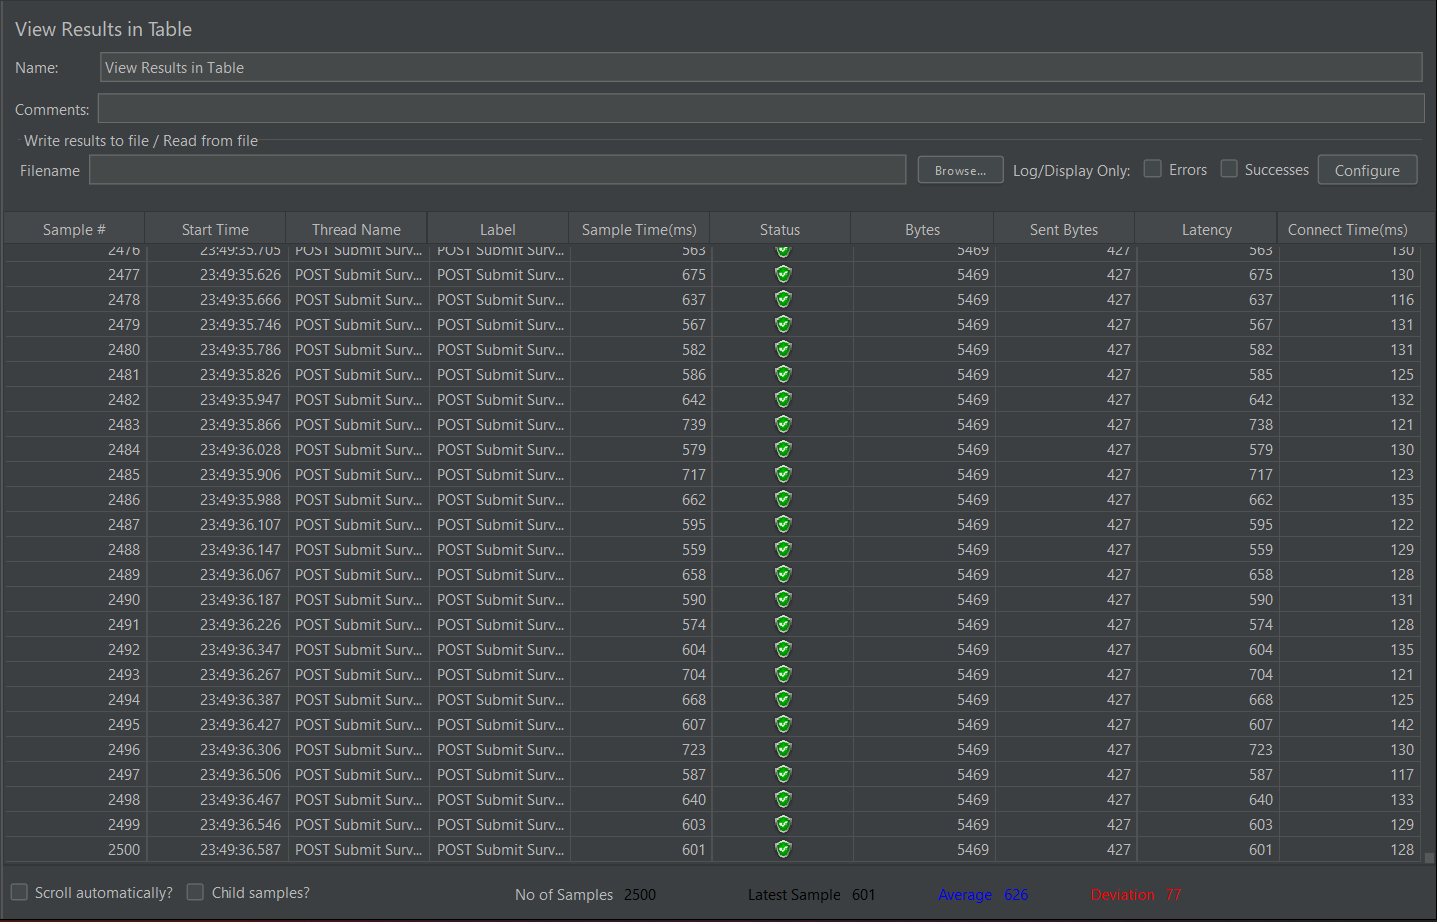 View Results in Table
Name: View Results in Table
Comments:
Write results to file / Read from file
Filename Browse... Log/Display Only: Errors Successes Configure
Sample # Start Time Thread Name Label Sample Time(ms) Status Bytes Sent Bytes Latency Connect Time(ms)
2476 23:49:35.705 POST Submit Surv... POST Submit Surv... 563 5469 427 563 130
2477 23:49:35.626 POST Submit Surv... POST Submit Surv... 675 5469 427 675 130
2478 23:49:35.666 POST Submit Surv... POST Submit Surv... 637 5469 427 637 116
2479 23:49:35.746 POST Submit Surv... POST Submit Surv... 567 5469 427 567 131
2480 23:49:35.786 POST Submit Surv... POST Submit Surv... 582 5469 427 582 131
2481 23:49:35.826 POST Submit Surv... POST Submit Surv... 586 5469 427 585 125
2482 23:49:35.947 POST Submit Surv... POST Submit Surv... 642 5469 427 642 132
2483 23:49:35.866 POST Submit Surv... POST Submit Surv... 739 5469 427 738 121
2484 23:49:36.028 POST Submit Surv... POST Submit Surv... 579 5469 427 579 130
2485 23:49:35.906 POST Submit Surv... POST Submit Surv... 717 5469 427 717 123
2486 23:49:35.988 POST Submit Surv... POST Submit Surv... 662 5469 427 662 135
2487 23:49:36.107 POST Submit Surv... POST Submit Surv... 595 5469 427 595 122
2488 23:49:36.147 POST Submit Surv... POST Submit Surv... 559 5469 427 559 129
2489 23:49:36.067 POST Submit Surv... POST Submit Surv... 658 5469 427 658 128
2490 23:49:36.187 POST Submit Surv... POST Submit Surv... 590 5469 427 590 131
2491 23:49:36.226 POST Submit Surv... POST Submit Surv... 574 5469 427 574 128
2492 23:49:36.347 POST Submit Surv... POST Submit Surv... 604 5469 427 604 135
2493 23:49:36.267 POST Submit Surv... POST Submit Surv... 704 5469 427 704 121
2494 23:49:36.387 POST Submit Surv... POST Submit Surv... 668 5469 427 668 125
2495 23:49:36.427 POST Submit Surv... POST Submit Surv... 607 5469 427 607 142
2496 23:49:36.306 POST Submit Surv... POST Submit Surv... 723 5469 427 723 130
2497 23:49:36.506 POST Submit Surv... POST Submit Surv... 587 5469 427 587 117
2498 23:49:36.467 POST Submit Surv... POST Submit Surv... 640 5469 427 640 133
2499 23:49:36.546 POST Submit Surv... POST Submit Surv... 603 5469 427 603 129
2500 23:49:36.587 POST Submit Surv... POST Submit Surv... 601 5469 427 601 128
Scroll automatically? Child samples? No of Samples 2500 Latest Sample 601 Average 626 Deviation 77